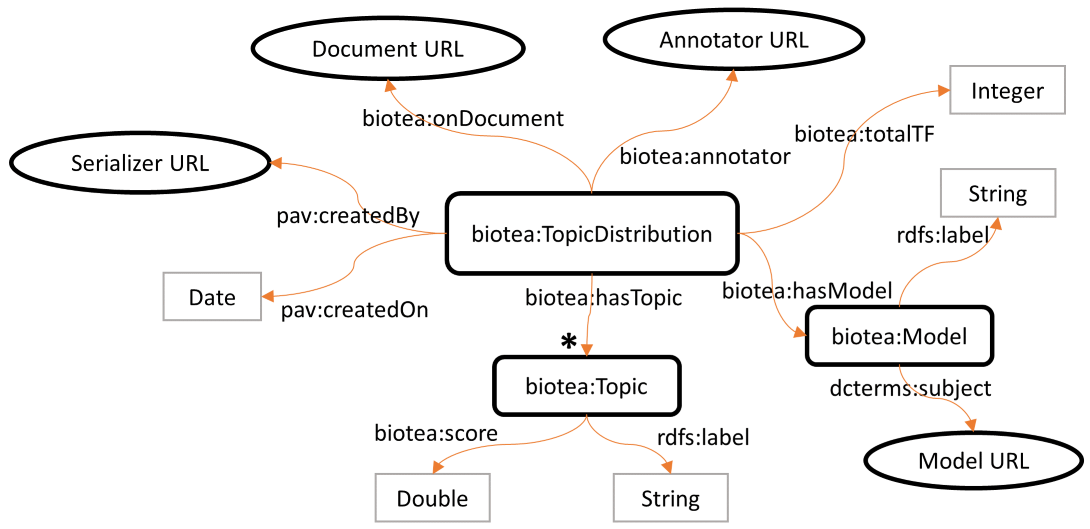 Document URL
Annotator URL
Integer
biotea:onDocument
biotea:totalTF
biotea:annotator
Serializer URL
String
pav:createdBy
biotea:TopicDistribution
rdfs:label
Date
biotea:hasTopic
biotea:hasModel
pav:createdOn
biotea:Model
*
biotea:Topic
dcterms:subject
biotea:score
rdfs:label
Model URL
Double
String